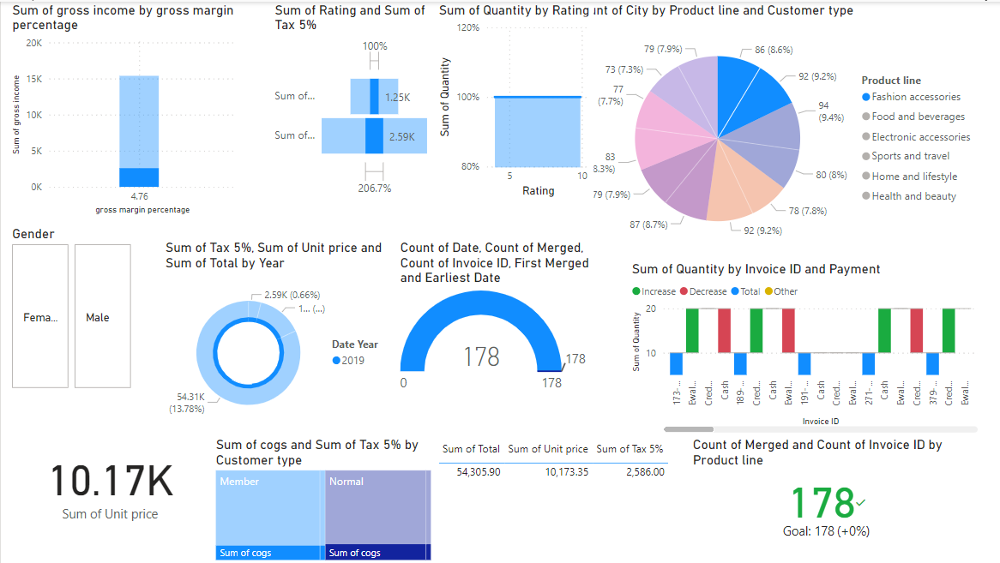 Sum of gross income by gross margin
percentage
20K
15K
10K
5K
0K
Sum of gross income
4.76
gross margin percentage
Sum of Rating and Sum of
Tax 5%
100%
Sum of...
1.25K
Sum of...
2.59K
206.7%
Sum of Quantity by Rating
120%
100%
80%
Sum of Quantity
5
10
Rating
of City by Product line and Customer type
79 (7.9%)
86 (8.6%)
73 (7.3%)
92 (9.2%)
77
(7.7%)
94
(9.4%)
83
8.3%)
80 (8%)
79 (7.9%)
78 (7.8%)
87 (8.7%)
92 (9.2%)
Product line
Fashion accessories
Food and beverages
Electronic accessories
Sports and travel
Home and lifestyle
Health and beauty
Gender
Fema...
Male
Sum of Tax 5%, Sum of Unit price and
Sum of Total by Year
2.59K (0.66%)
1... (...)
54.31K
(13.78%)
Date Year
2019
Count of Date, Count of Merged,
Count of Invoice ID, First Merged
and Earliest Date
178
178
0
178
Sum of Quantity by Invoice ID and Payment
Increase Decrease Total Other
20
10
Sum of Quantity
173-...
Ewal...
Cred...
Cash
189-...
Cred...
Cash
Ewal...
191-...
Cash
Cred...
Ewal...
271-...
Cash
Ewal...
Cred...
379-...
Cred...
Ewal...
Invoice ID
10.17K
Sum of Unit price
Sum of cogs and Sum of Tax 5% by
Customer type
Member
Normal
Sum of cogs
Sum of cogs
Sum of Total Sum of Unit price Sum of Tax 5%
54,305.90 10,173.35 2,586.00
Count of Merged and Count of Invoice ID by
Product line
178
Goal: 178 (+0%)